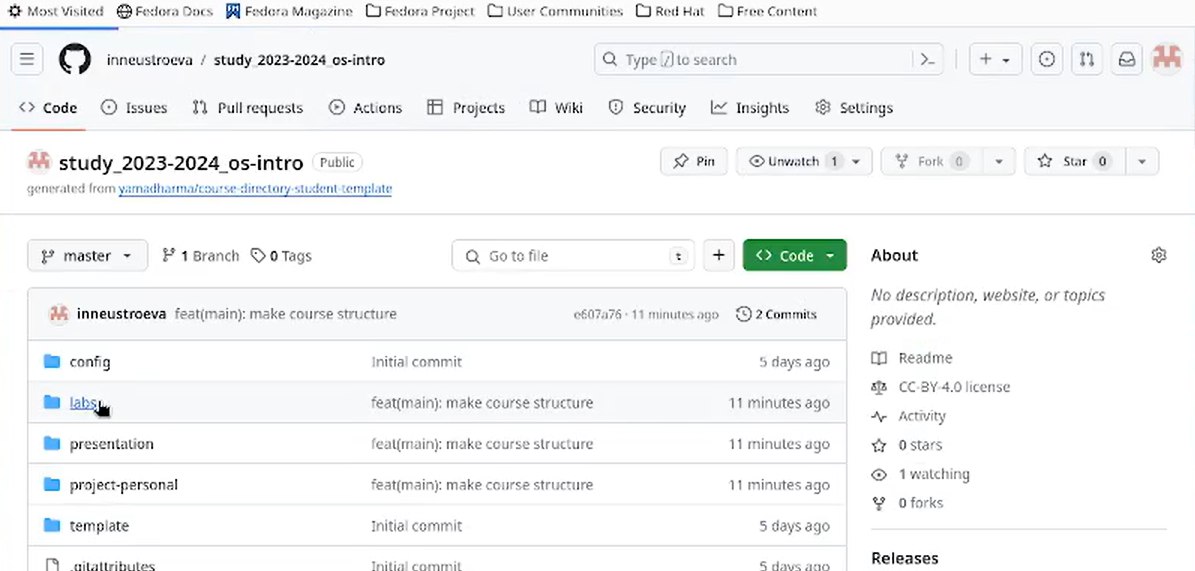 Most Visited Fedora Docs Fedora Magazine Fedora Project User Communities Red Hat Free Content
inneustroeva / study_2023-2024_os-intro Type / to search
Code Issues Pull requests Actions Projects Wiki Security Insights Settings
study_2023-2024_os-intro Public Pin Unwatch 1 Fork 0 Star 0
generated from yamadharma/course-directory-student-template
master 1 Branch 0 Tags Go to file t + <> Code About
No description, website, or topics
provided.
inneustroeva feat(main): make course structure e607a76 · 11 minutes ago 2 Commits
config Initial commit 5 days ago Readme
labs feat(main): make course structure 11 minutes ago CC-BY-4.0 license
Activity
presentation feat(main): make course structure 11 minutes ago 0 stars
1 watching
project-personal feat(main): make course structure 11 minutes ago 0 forks
template Initial commit 5 days ago
Releases
.gitattributes Initial commit 5 days ago